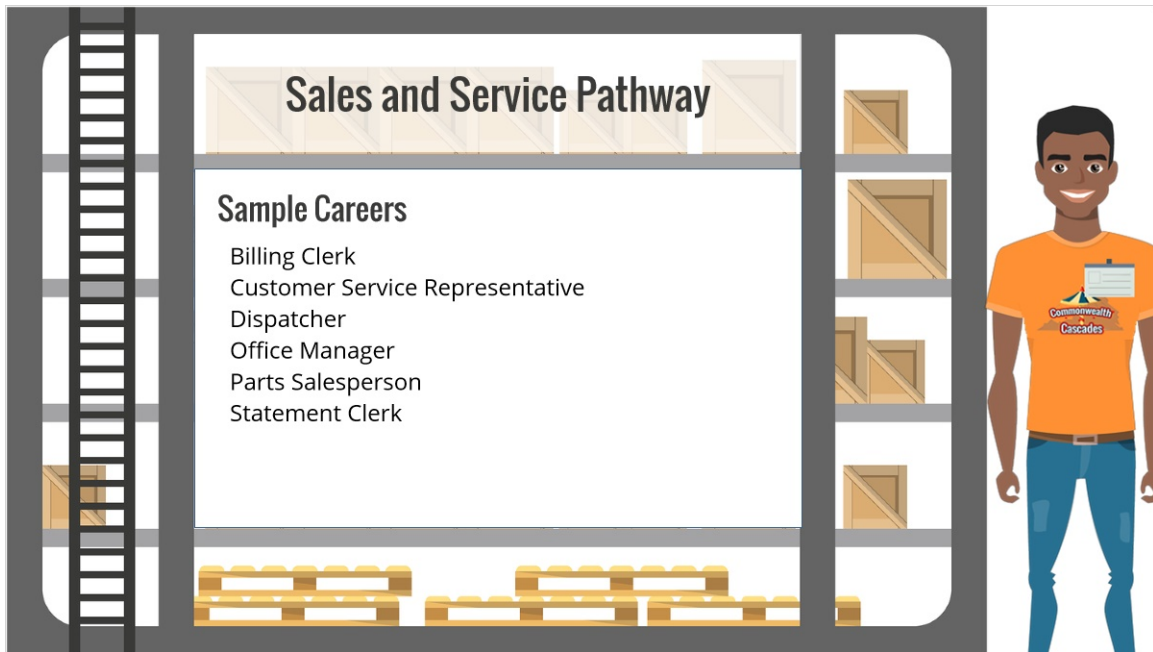 Sales and Service Pathway
Sample Careers
Billing Clerk
Customer Service Representative
Dispatcher
Office Manager
Parts Salesperson
Statement Clerk
Commonwealth
Cascades